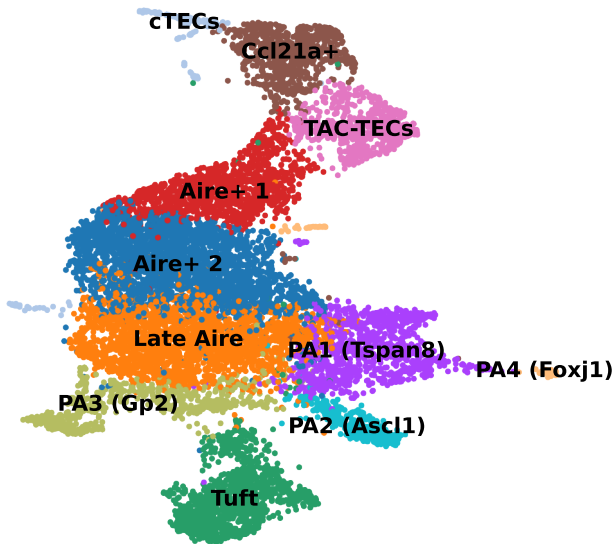 cTECs
Ccl21a+
TAC-TECs
Aire+ 1
Aire+ 2
Late Aire
PA1 (Tspan8)
PA4 (Foxj1)
PA3 (Gp2)
PA2 (Ascl1)
Tuft